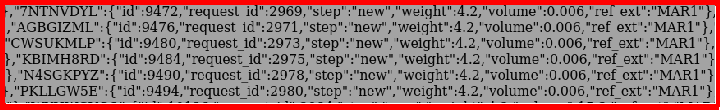 ,"7NTNVDYL":{"id":9472,"request_id":2969,"step":"new","weight":4.2,"volume":0.006,"ref_ext":"MAR1"},
,"AGBGIZML":{"id":9476,"request_id":2971,"step":"new","weight":4.2,"volume":0.006,"ref_ext":"MAR1"},
"CWSUKMLP":{"id":9480,"request_id":2973,"step":"new","weight":4.2,"volume":0.006,"ref_ext":"MAR1"},
,"KBIMH8RD":{"id":9484,"request_id":2975,"step":"new","weight":4.2,"volume":0.006,"ref_ext":"MAR1"},
},"N4SGKPYZ":{"id":9490,"request_id":2978,"step":"new","weight":4.2,"volume":0.006,"ref_ext":"MAR1"}
,"PKLLGW5E":{"id":9494,"request_id":2980,"step":"new","weight":4.2,"volume":0.006,"ref_ext":"MAR1"}